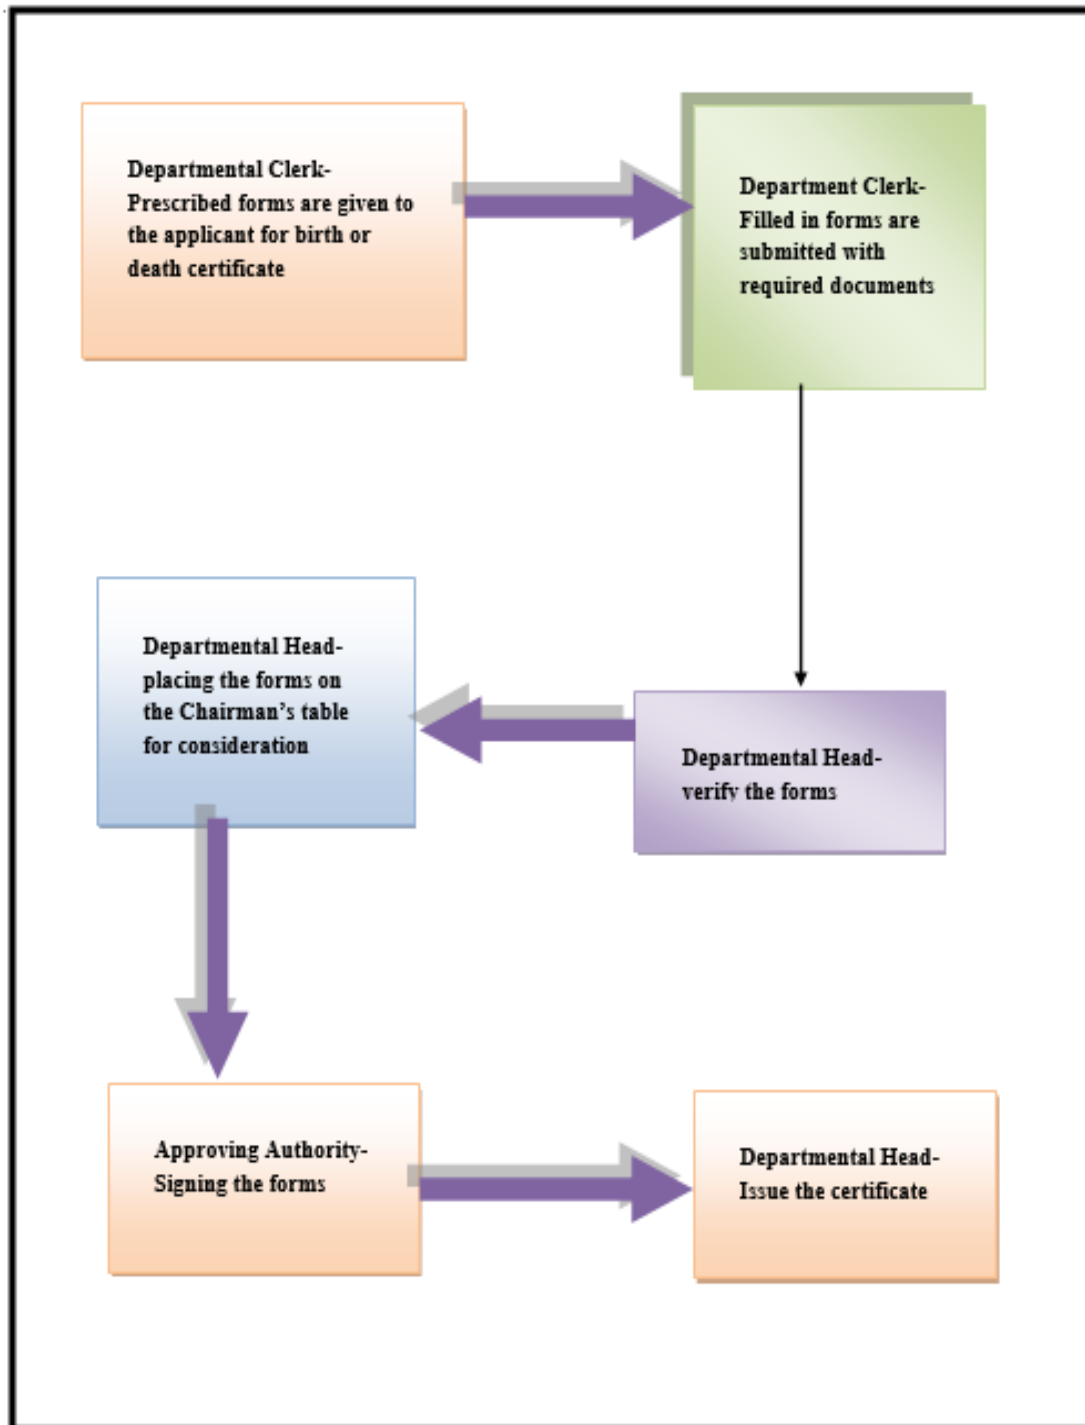 Departmental Clerk-
Prescribed forms are given to
the applicant for birth or
death certificate
Department Clerk-
Filled in forms are
submitted with
required documents
Departmental Head-
placing the forms on
the Chairman's table
for consideration
Departmental Head-
verify the forms
Approving Authority-
Signing the forms
Departmental Head-
Issue the certificate